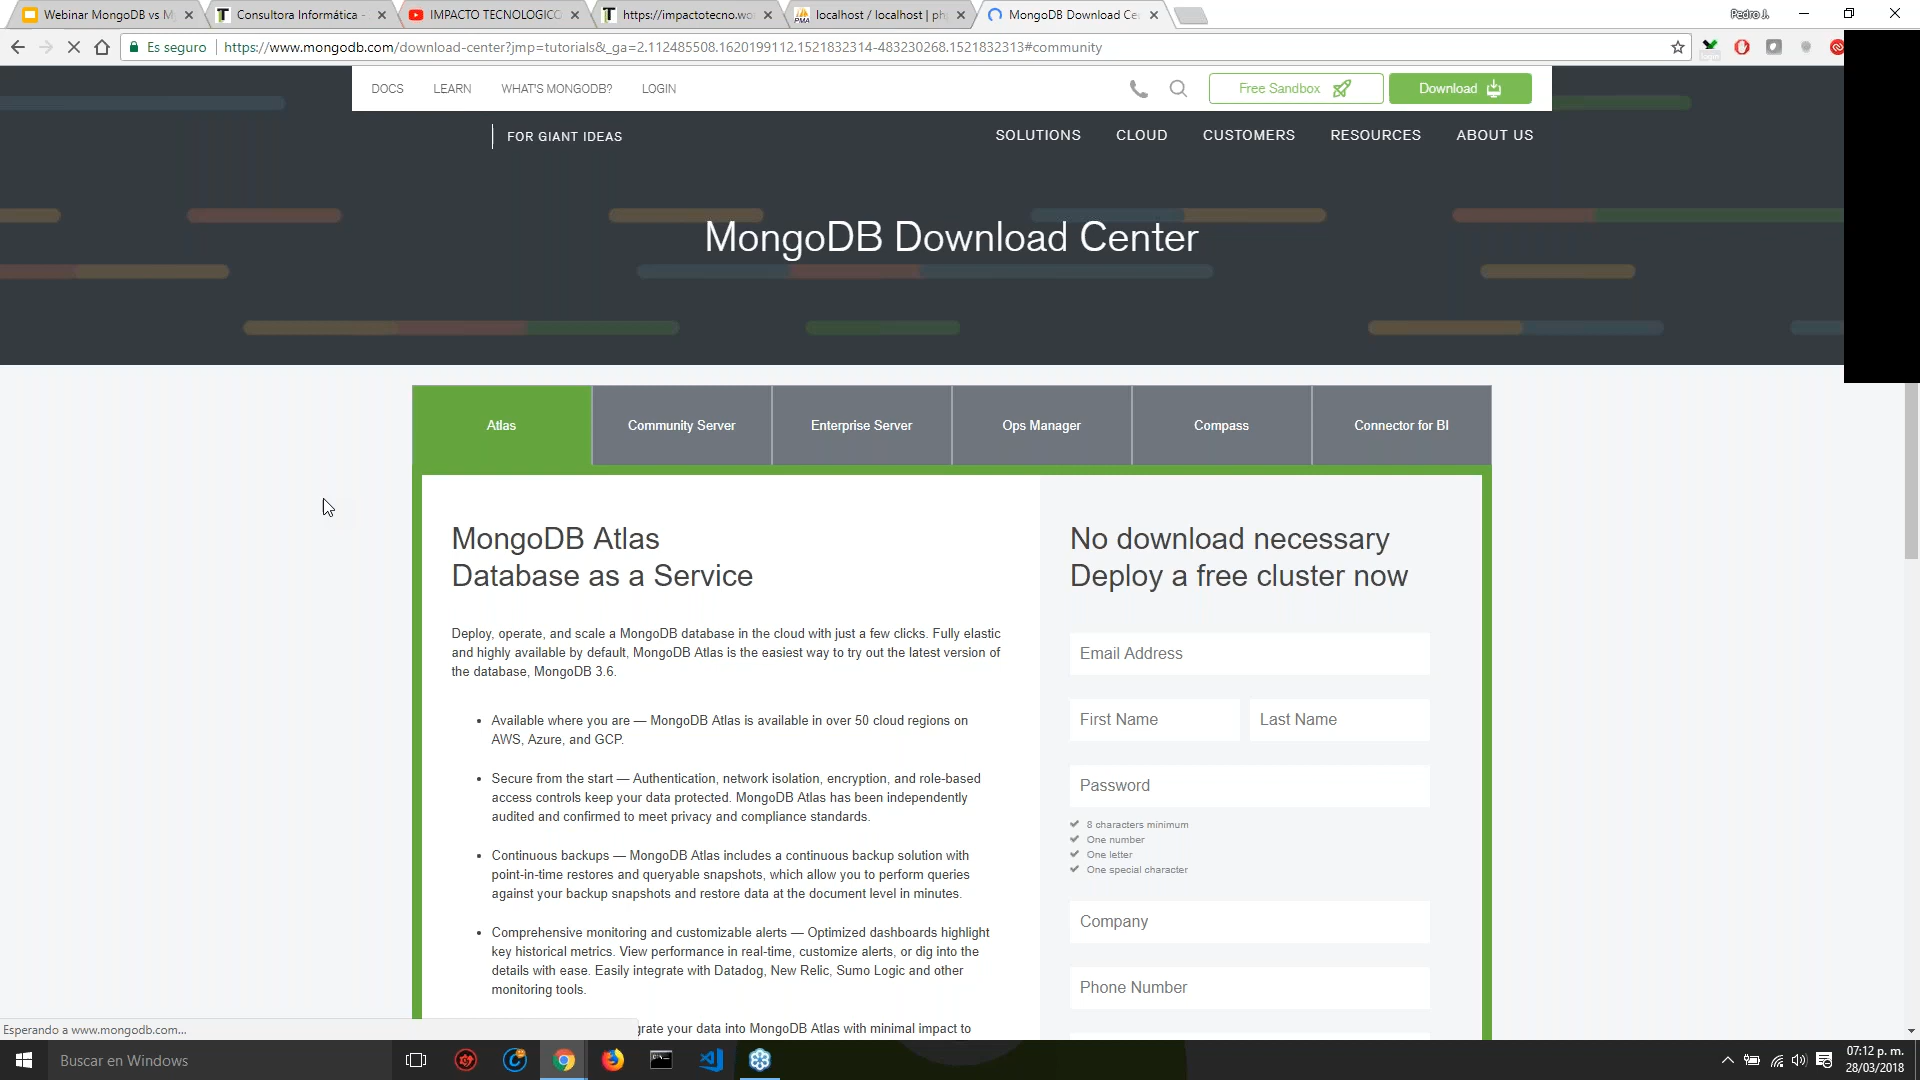 Webinar MongoDB vs M
Consultora Informática -
IMPACTO TECNOLOGICO
https://impactotecno.wo
localhost / localhost | ph
MongoDB Download Ce
Pedro J.
Es seguro
https://www.mongodb.com/download-center?jmp=tutorials&_ga=2.112485508.1620199112.1521832314-483230268.1521832313#community
DOCS LEARN WHAT'S MONGODB? LOGIN Free Sandbox Download
FOR GIANT IDEAS SOLUTIONS CLOUD CUSTOMERS RESOURCES ABOUT US
MongoDB Download Center
Atlas Community Server Enterprise Server Ops Manager Compass Connector for BI
MongoDB Atlas
Database as a Service
Deploy, operate, and scale a MongoDB database in the cloud with just a few clicks. Fully elastic
and highly available by default, MongoDB Atlas is the easiest way to try out the latest version of
the database, MongoDB 3.6.
• Available where you are — MongoDB Atlas is available in over 50 cloud regions on
AWS, Azure, and GCP.
• Secure from the start — Authentication, network isolation, encryption, and role-based
access controls keep your data protected. MongoDB Atlas has been independently
audited and confirmed to meet privacy and compliance standards.
• Continuous backups — MongoDB Atlas includes a continuous backup solution with
point-in-time restores and queryable snapshots, which allow you to perform queries
against your backup snapshots and restore data at the document level in minutes.
• Comprehensive monitoring and customizable alerts — Optimized dashboards highlight
key historical metrics. View performance in real-time, customize alerts, or dig into the
details with ease. Easily integrate with Datadog, New Relic, Sumo Logic and other
monitoring tools.
grate your data into MongoDB Atlas with minimal impact to
No download necessary
Deploy a free cluster now
Email Address
First Name Last Name
Password
8 characters minimum
One number
One letter
One special character
Company
Phone Number
Esperando a www.mongodb.com...
Buscar en Windows
07:12 p. m.
28/03/2018